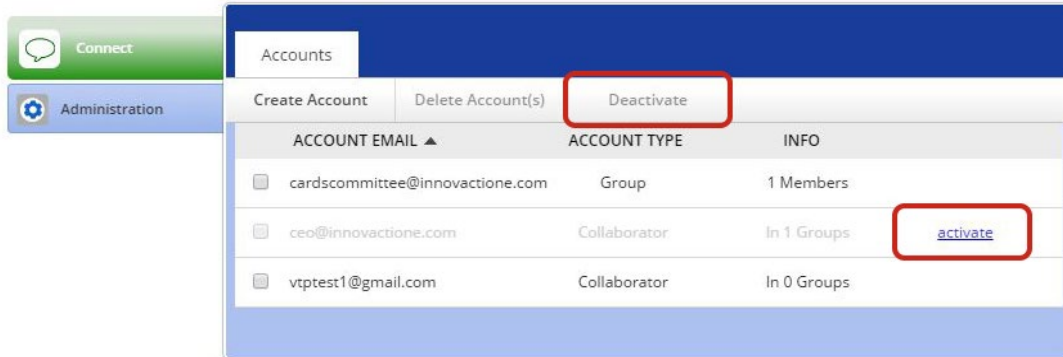 Connect
Administration
Accounts
Create Account Delete Account(s) Deactivate
ACCOUNT EMAIL ▲ ACCOUNT TYPE INFO
cardscommittee@innovactione.com Group 1 Members
ceo@innovactione.com Collaborator In 1 Groups activate
vtptest1@gmail.com Collaborator In 0 Groups